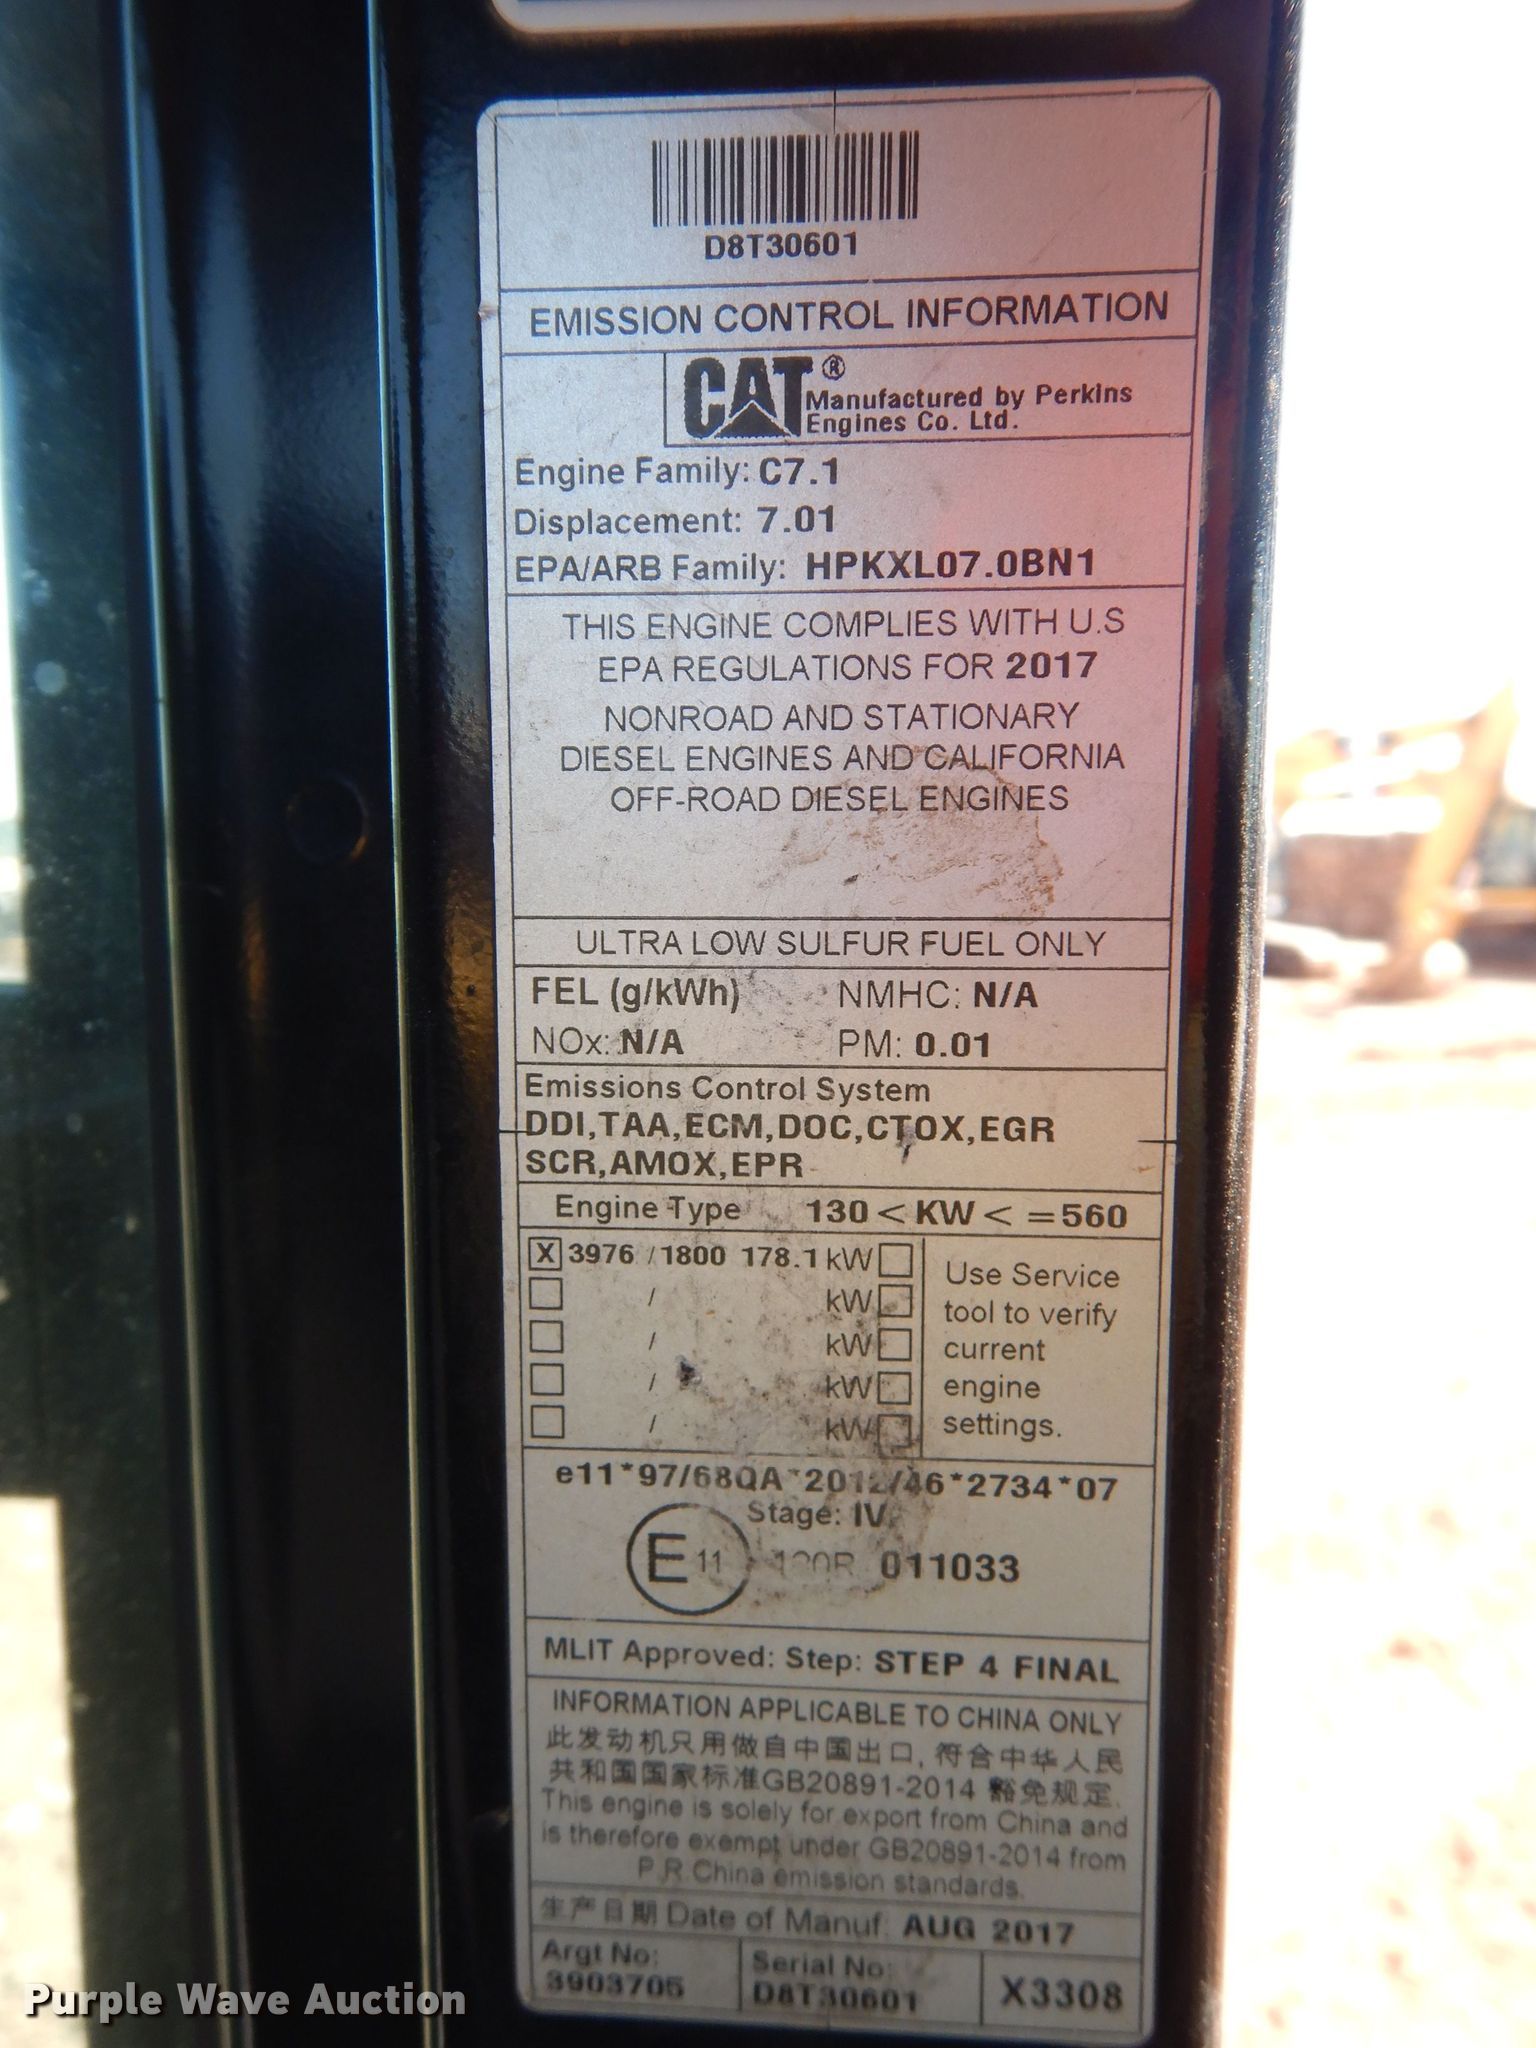 D8T30601
EMISSION CONTROL INFORMATION
CAT®
Manufactured by Perkins
Engines Co. Ltd.
Engine Family: C7.1
Displacement: 7.01
EPA/ARB Family: HPKXL07.0BN1
THIS ENGINE COMPLIES WITH U.S
EPA REGULATIONS FOR 2017
NONROAD AND STATIONARY
DIESEL ENGINES AND CALIFORNIA
OFF-ROAD DIESEL ENGINES
ULTRA LOW SULFUR FUEL ONLY
FEL (g/kWh) NMHC: N/A
NOx: N/A PM: 0.01
Emissions Control System
DDI,TAA,ECM,DOC,CTOX,EGR
SCR,AMOX,EPR
Engine Type 130 < KW < =560
X 3976 / 1800 178.1 kW
/ kW
/ kW
/ kW
/ kW
Use Service
tool to verify
current
engine
settings.
e11*97/68QA*2012/46*2734*07
Stage: IV
E 11 120R 011033
MLIT Approved: Step: STEP 4 FINAL
INFORMATION APPLICABLE TO CHINA ONLY
此发动机只用做自中国出口, 符合中华人民
共和国国家标准GB20891-2014 豁免规定.
This engine is solely for export from China and
is therefore exempt under GB20891-2014 from
P.R.China emission standards.
生产日期 Date of Manuf: AUG 2017
Argt No:
3903705
Serial No:
D8T30601
X3308
Purple Wave Auction